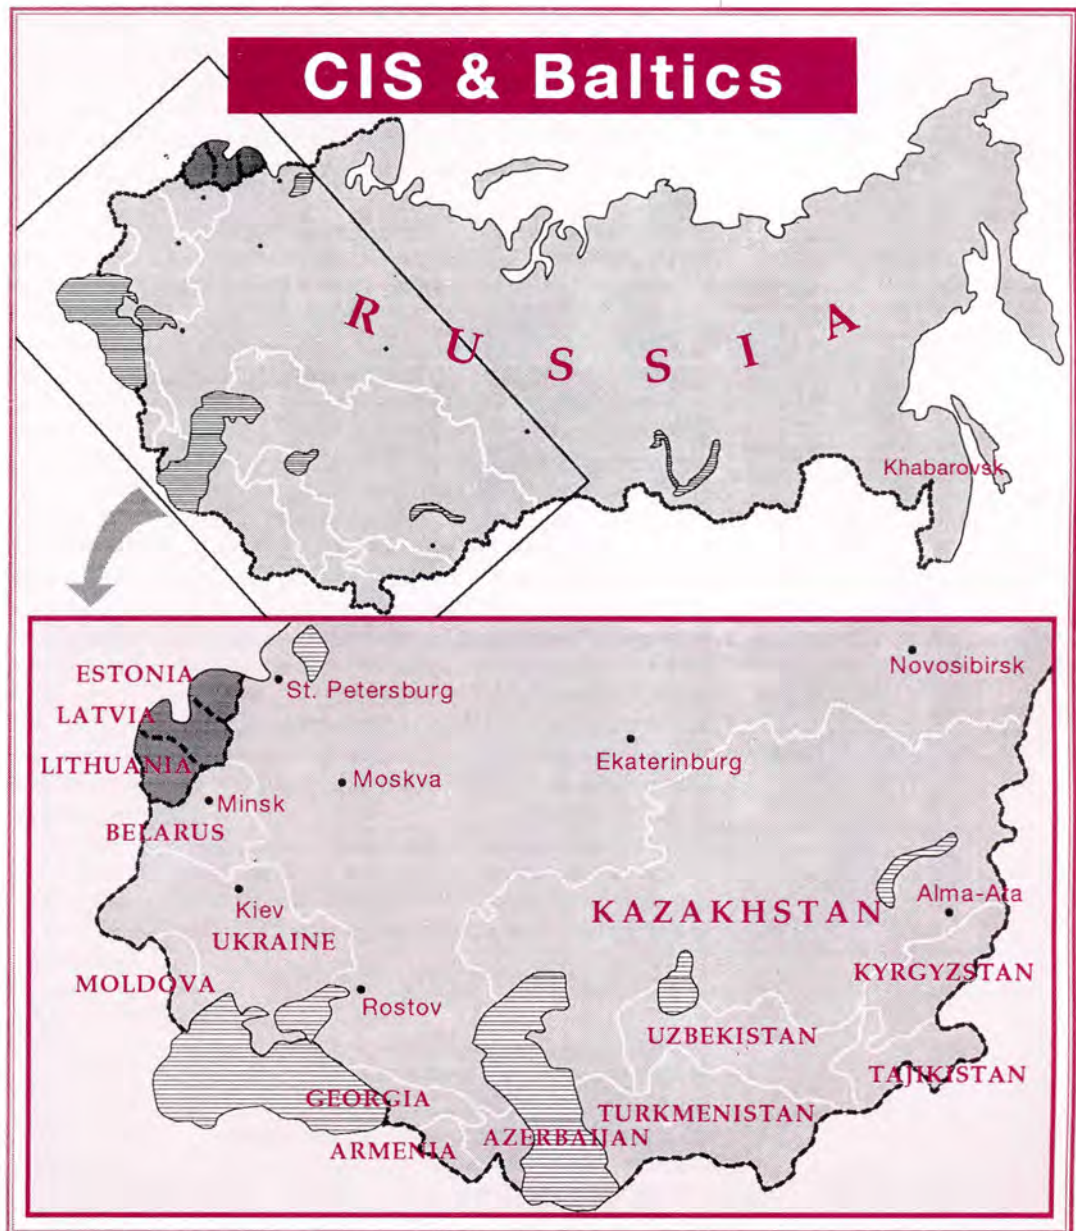 CIS & Baltics
RUSSIA
Khabarovsk
ESTONIA
St. Petersburg
Novosibirsk
LATVIA
LITHUANIA
Ekaterinburg
Moskva
Minsk
BELARUS
Kiev
KAZAKHSTAN
Alma-Ata
UKRAINE
MOLDOVA
KYRGYZSTAN
Rostov
UZBEKISTAN
TAJIKISTAN
GEORGIA
TURKMENISTAN
ARMENIA
AZERBAIJAN